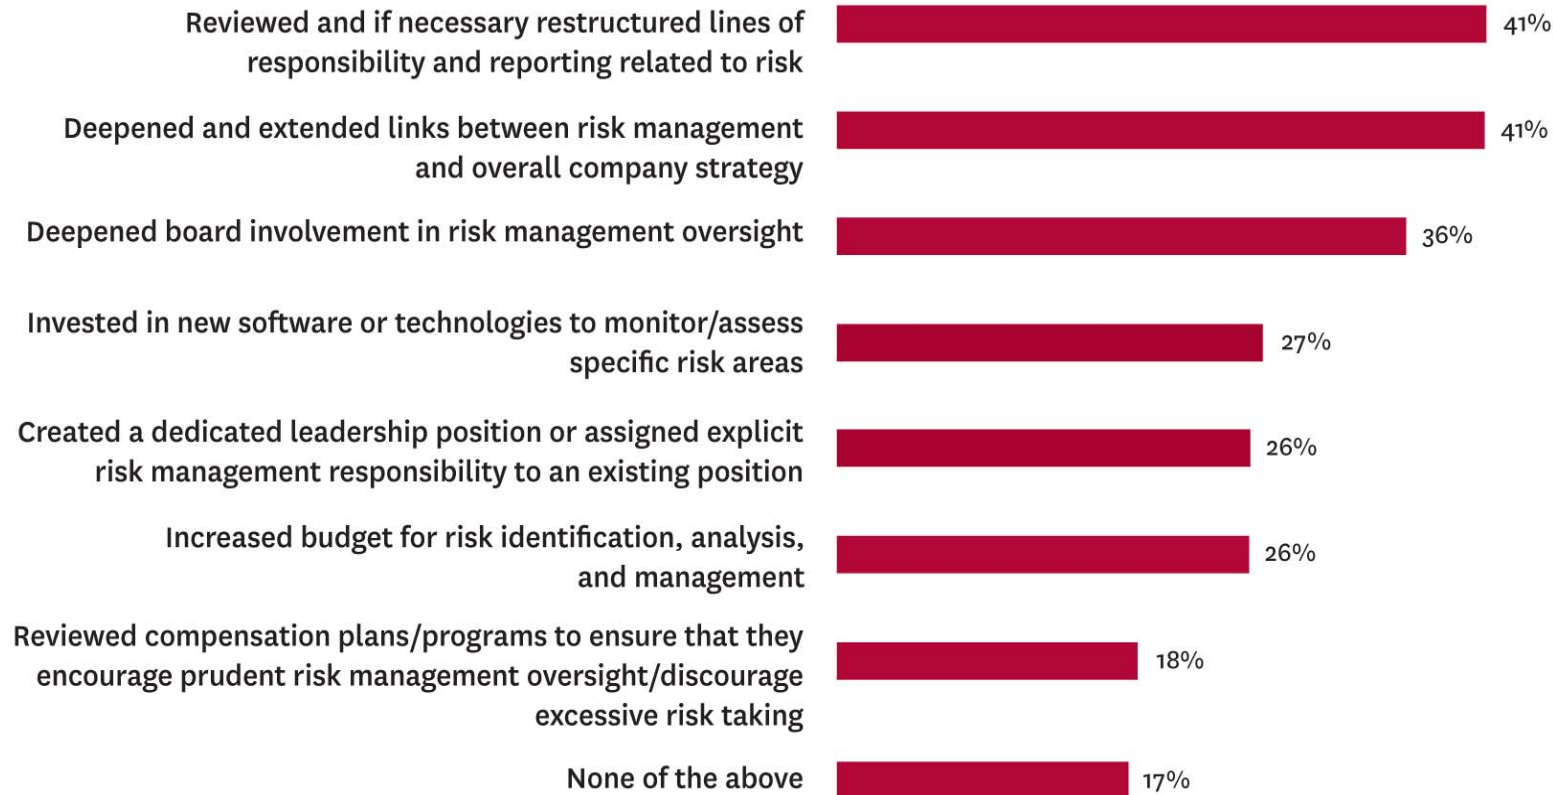 Reviewed and if necessary restructured lines of
responsibility and reporting related to risk
41%
Deepened and extended links between risk management
and overall company strategy
41%
Deepened board involvement in risk management oversight
36%
Invested in new software or technologies to monitor/assess
specific risk areas
27%
Created a dedicated leadership position or assigned explicit
risk management responsibility to an existing position
26%
Increased budget for risk identification, analysis,
and management
26%
Reviewed compensation plans/programs to ensure that they
encourage prudent risk management oversight/discourage
excessive risk taking
18%
None of the above
17%